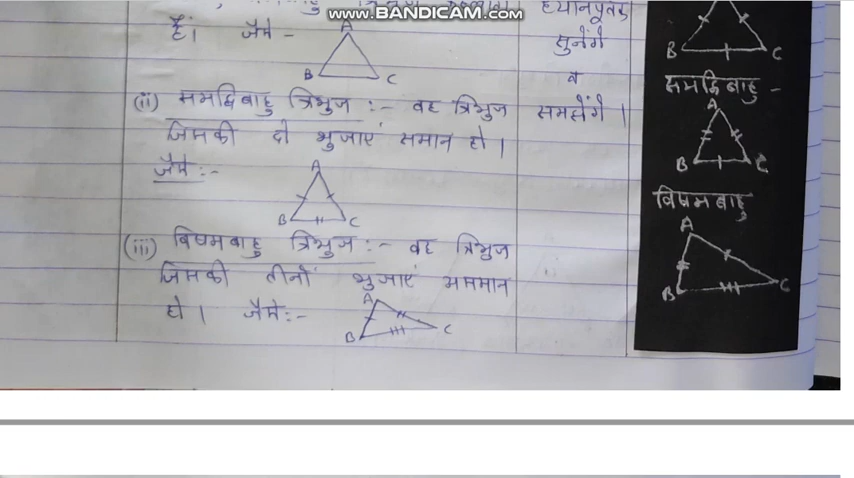 WWW.BANDICAM.COM
हैं। जैसे -
A
B C
(ii) समद्विबाहु त्रिभुज :- वह त्रिभुज
जिसकी दो भुजाएं समान हो।
जैसे :-
A
B C
(iii) विषमबाहु त्रिभुज :- वह त्रिभुज
जिसकी तीनों भुजाएं असमान
हो। जैसे :-
A
B C
ध्यानपूर्वक
सुनेंगे
व
समझेंगे।
B C
समद्विबाहु -
A
B C
विषमबाहु
A
B C